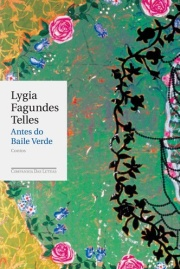 Lygia
Fagundes
Telles
Antes do
Baile Verde
Contos
Companhia Das Letras